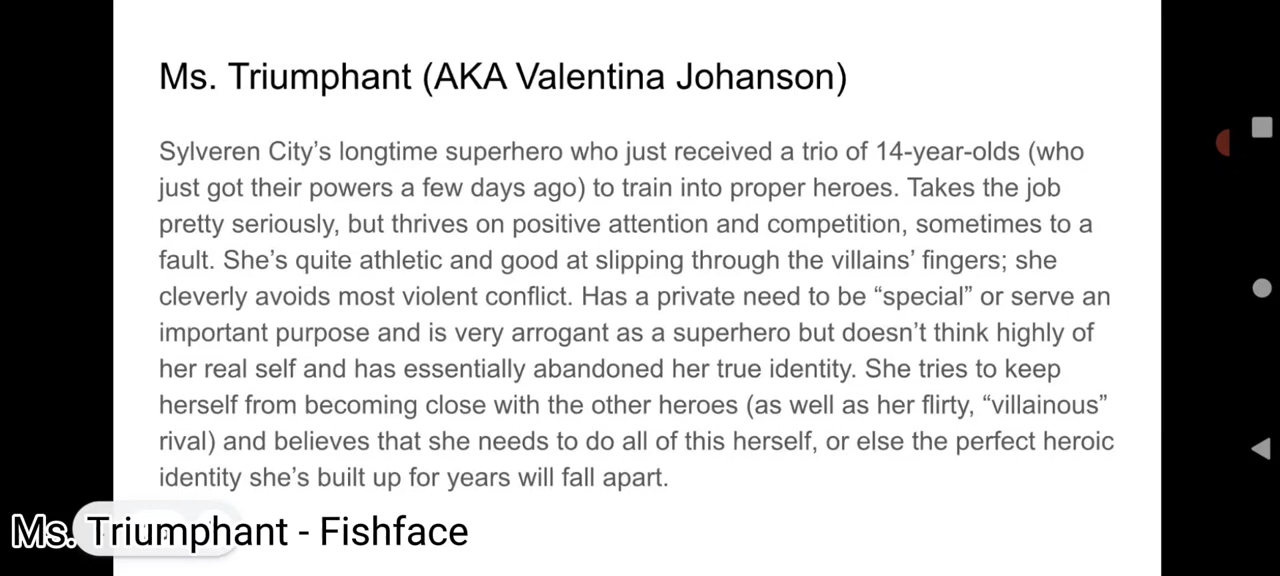 Ms. Triumphant (AKA Valentina Johanson)
Sylveren City’s longtime superhero who just received a trio of 14-year-olds (who
just got their powers a few days ago) to train into proper heroes. Takes the job
pretty seriously, but thrives on positive attention and competition, sometimes to a
fault. She’s quite athletic and good at slipping through the villains’ fingers; she
cleverly avoids most violent conflict. Has a private need to be “special” or serve an
important purpose and is very arrogant as a superhero but doesn’t think highly of
her real self and has essentially abandoned her true identity. She tries to keep
herself from becoming close with the other heroes (as well as her flirty, “villainous”
rival) and believes that she needs to do all of this herself, or else the perfect heroic
identity she’s built up for years will fall apart.
Ms. Triumphant - Fishface